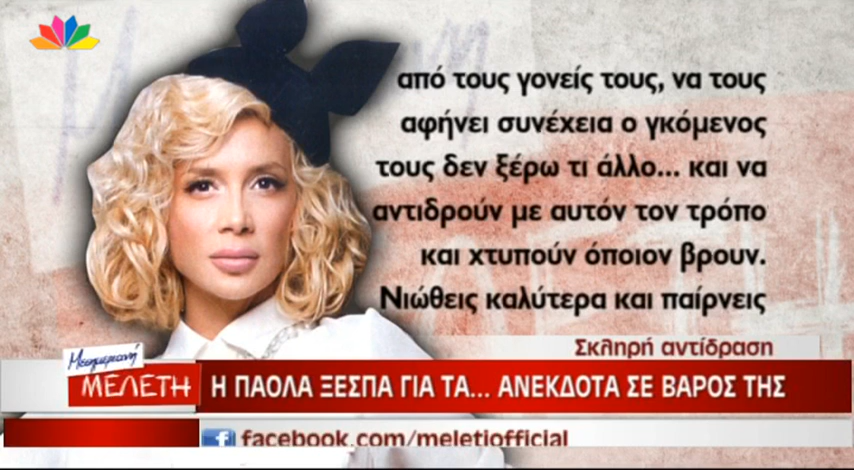 από τους γονείς τους, να τους
αφήνει συνέχεια ο γκόμενος
τους δεν ξέρω τι άλλο... και να
αντιδρούν με αυτόν τον τρόπο
και χτυπούν όποιον βρουν.
Νιώθεις καλύτερα και παίρνεις
Σκληρή αντίδραση
Μεσημεριανή
ΜΕΛΕΤΗ
Η ΠΑΟΛΑ ΞΕΣΠΑ ΓΙΑ ΤΑ... ΑΝΕΚΔΟΤΑ ΣΕ ΒΑΡΟΣ ΤΗΣ
facebook.com/meletiofficial